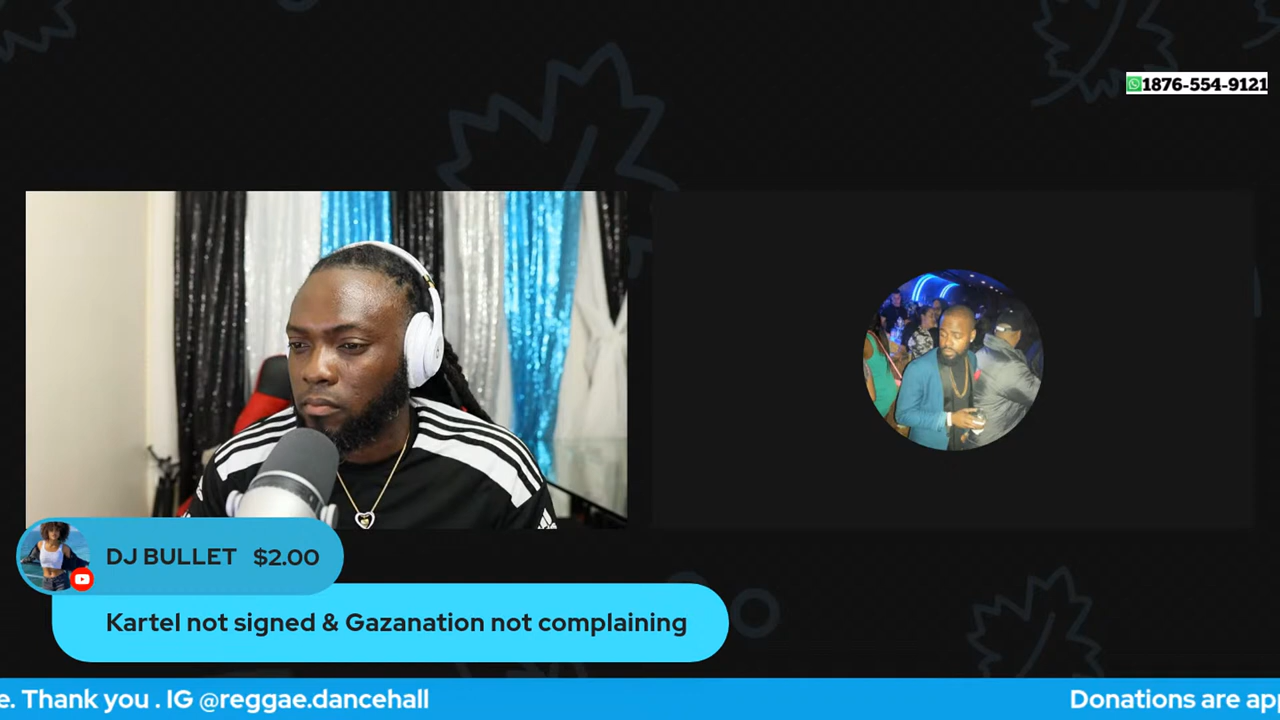 1876-554-9121
DJ BULLET $2.00
Kartel not signed & Gazanation not complaining
e. Thank you . IG @reggae.dancehall
Donations are app